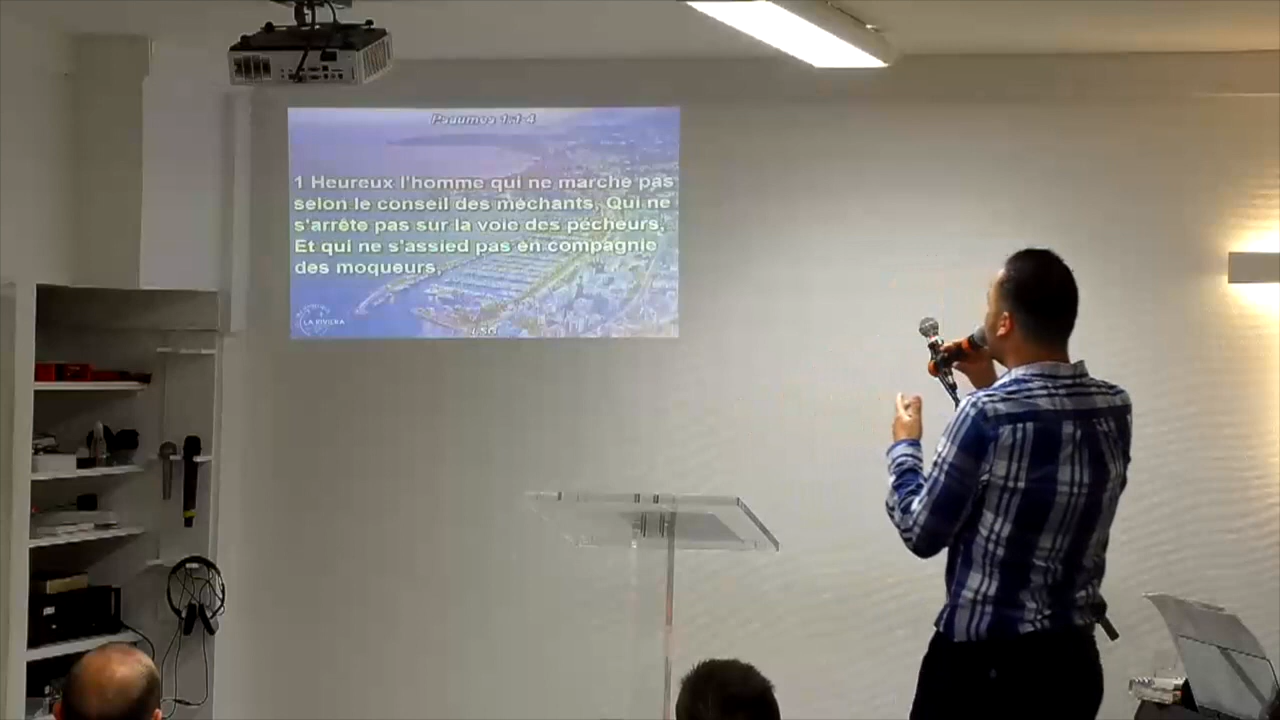 Psaumes 1:1-4
1 Heureux l'homme qui ne marche pas
selon le conseil des méchants, Qui ne
s'arrête pas sur la voie des pécheurs,
Et qui ne s'assied pas en compagnie
des moqueurs,
LA RIVIERA
LSG